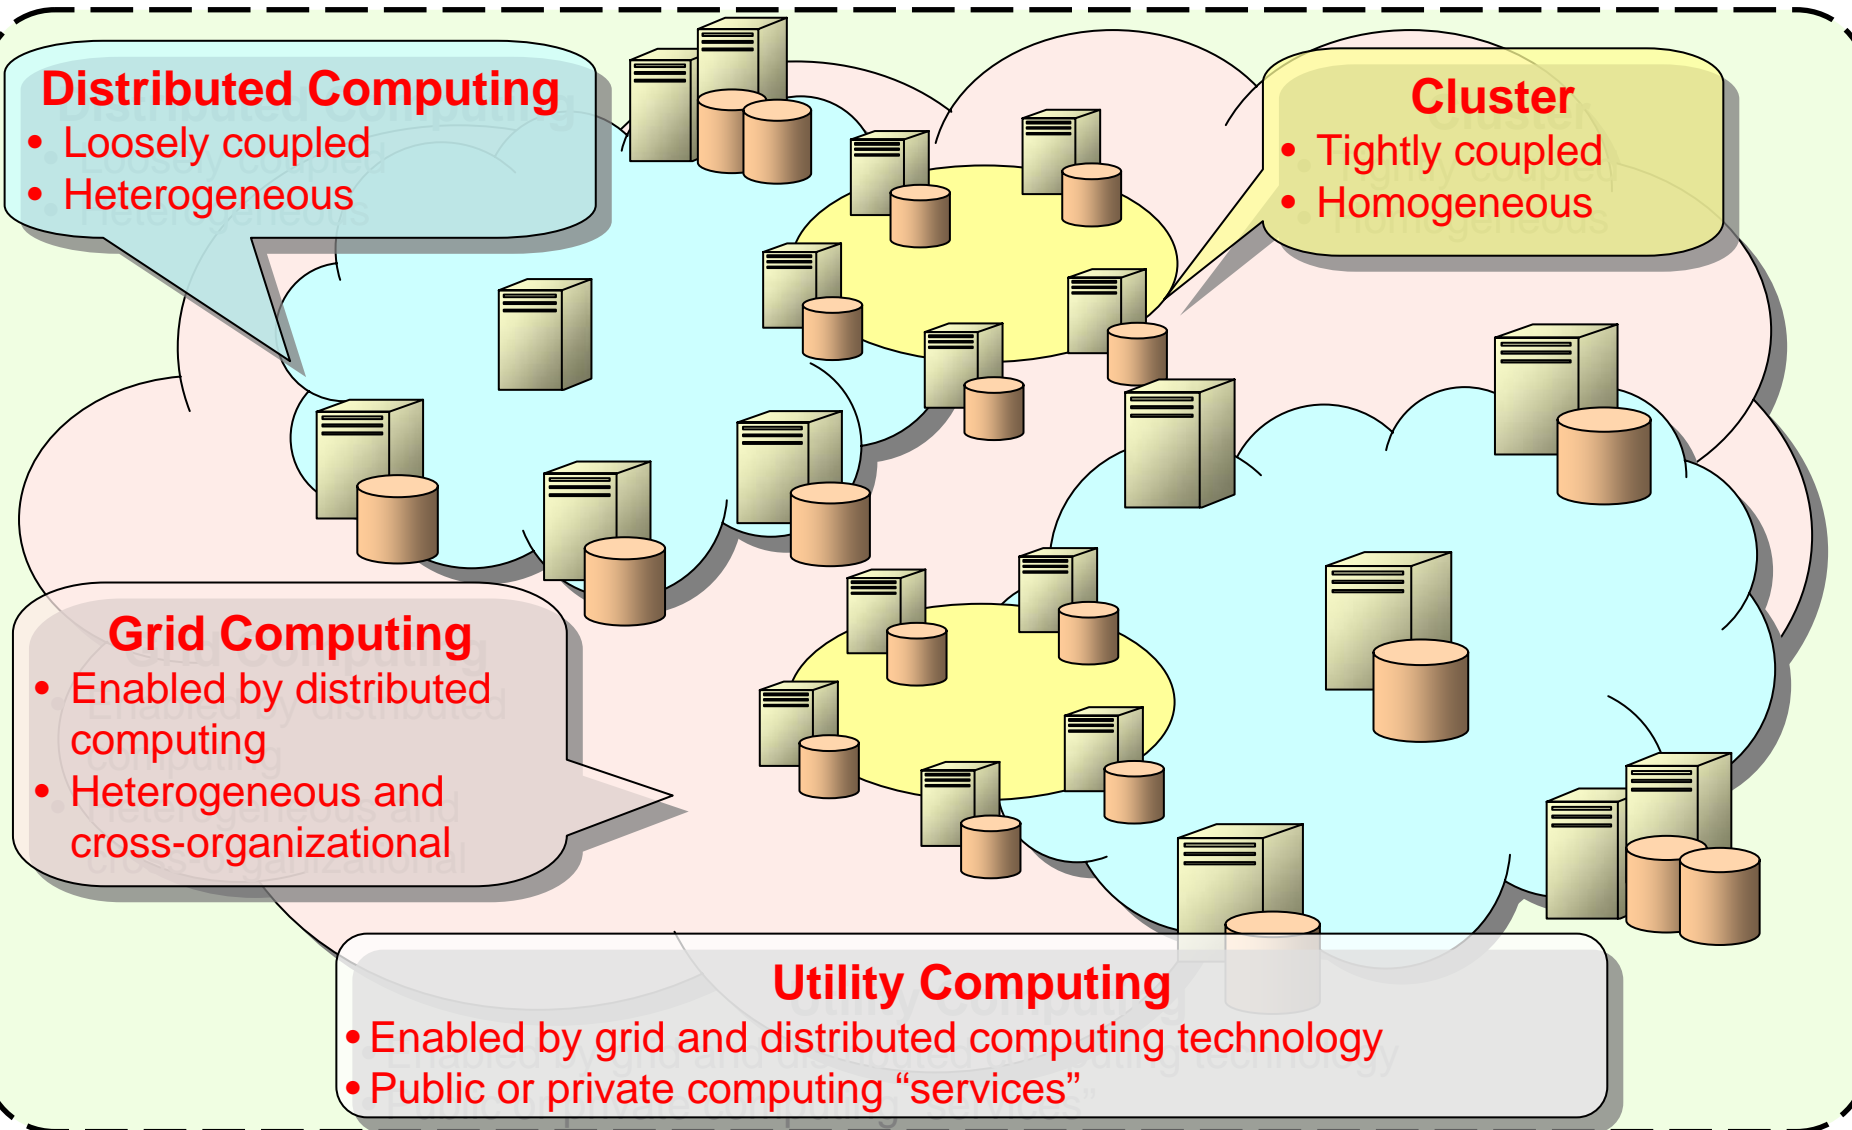 Distributed Computing
• Loosely coupled
• Heterogeneous
Cluster
• Tightly coupled
• Homogeneous
Grid Computing
• Enabled by distributed
computing
• Heterogeneous and
cross-organizational
Utility Computing
• Enabled by grid and distributed computing technology
• Public or private computing “services”